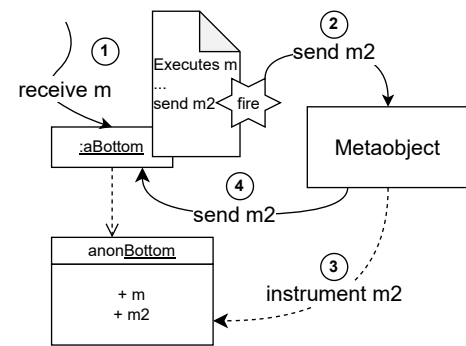 1
receive m
Executes m
...
send m2
fire
2
send m2
:aBottom
Metaobject
4
send m2
anonBottom
+ m
+ m2
3
instrument m2